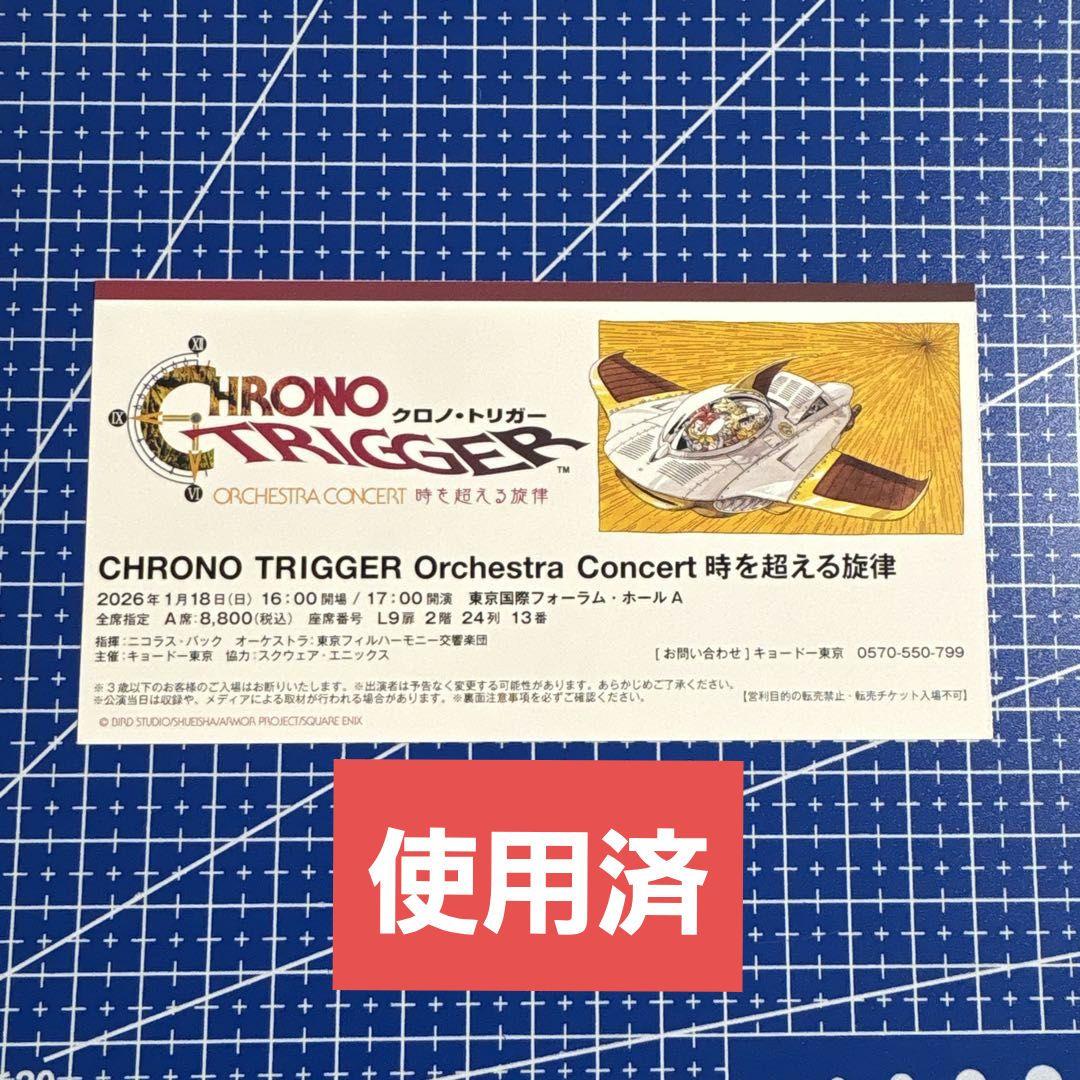 XII
IX
VI
CHRONO
クロノ・トリガー
TRIGGER™
ORCHESTRA CONCERT 時を超える旋律
CHRONO TRIGGER Orchestra Concert 時を超える旋律
2026年1月18日(日) 16:00開場 / 17:00開演 東京国際フォーラム・ホールA
全席指定 A席:8,800(税込) 座席番号 L9扉 2階 24列 13番
指揮:ニコラス・バック オーケストラ:東京フィルハーモニー交響楽団
主催:キョードー東京 協力:スクウェア・エニックス
[お問い合わせ]キョードー東京 0570-550-799
※3歳以下のお客様のご入場はお断りいたします。※出演者は予告なく変更する可能性があります。あらかじめご了承ください。
※公演当日は収録や、メディアによる取材が行われる場合があります。※裏面注意事項を必ずご確認ください。
【営利目的の転売禁止・転売チケット入場不可】
© BIRD STUDIO/SHUEISHA/ARMOR PROJECT/SQUARE ENIX
使用済